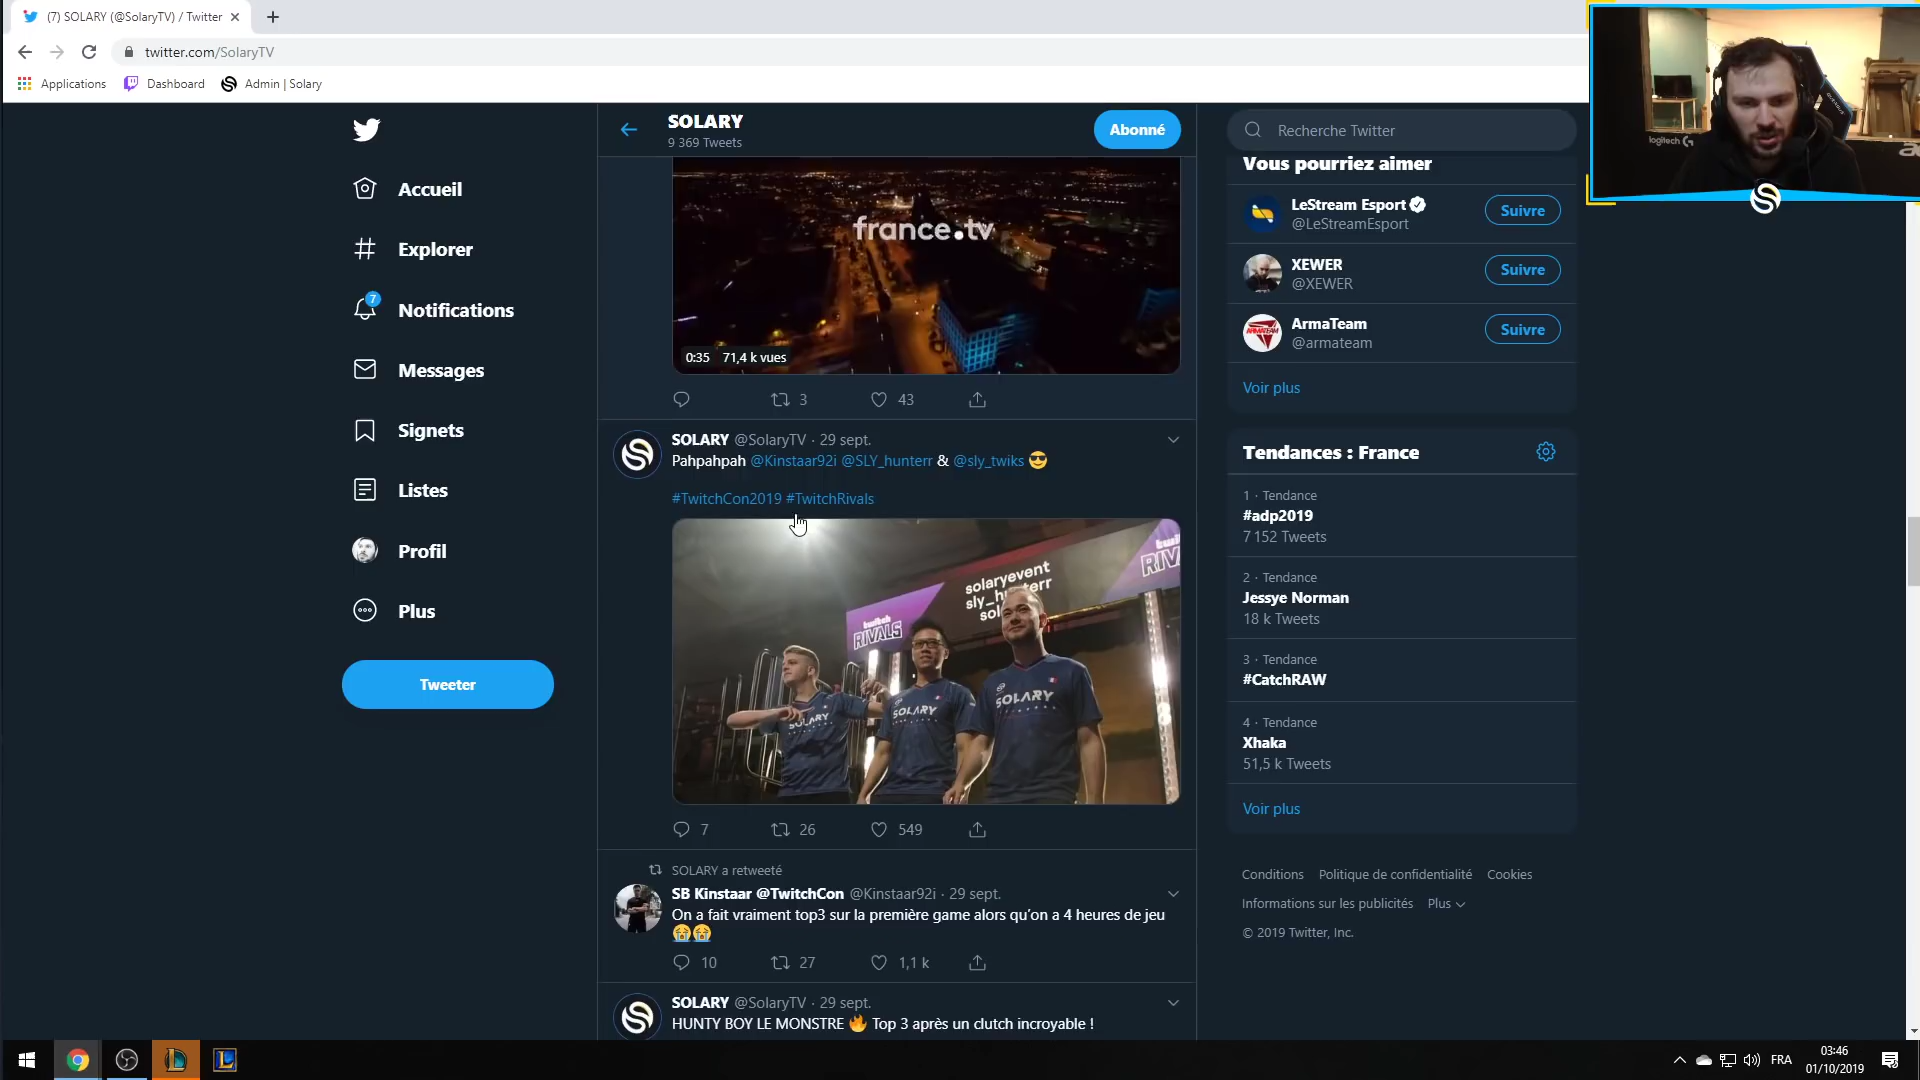 (7) SOLARY (@SolaryTV) / Twitter
twitter.com/SolaryTV
Applications
Dashboard
Admin | Solary
Accueil
Explorer
7
Notifications
Messages
Signets
Listes
Profil
Plus
Tweeter
SOLARY
9 369 Tweets
Abonné
france.tv
0:35 71,4 k vues
3 43
SOLARY @SolaryTV · 29 sept.
Pahpahpah @Kinstaar92i @SLY_hunterr & @sly_twiks 😎
#TwitchCon2019 #TwitchRivals
solaryevent
twitch
RIVALS
SOLARY
SOLARY
SOLARY
7 26 549
SOLARY a retweeté
SB Kinstaar @TwitchCon @Kinstaar92i · 29 sept.
On a fait vraiment top3 sur la première game alors qu'on a 4 heures de jeu
😭😭
10 27 1,1 k
SOLARY @SolaryTV · 29 sept.
HUNTY BOY LE MONSTRE 🔥 Top 3 après un clutch incroyable !
Recherche Twitter
Vous pourriez aimer
LeStream Esport
@LeStreamEsport
Suivre
XEWER
@XEWER
Suivre
ArmaTeam
@armateam
Suivre
Voir plus
Tendances : France
1 · Tendance
#adp2019
7 152 Tweets
2 · Tendance
Jessye Norman
18 k Tweets
3 · Tendance
#CatchRAW
4 · Tendance
Xhaka
51,5 k Tweets
Voir plus
Conditions Politique de confidentialité Cookies
Informations sur les publicités Plus
© 2019 Twitter, Inc.
logitech G
FRA
03:46
01/10/2019